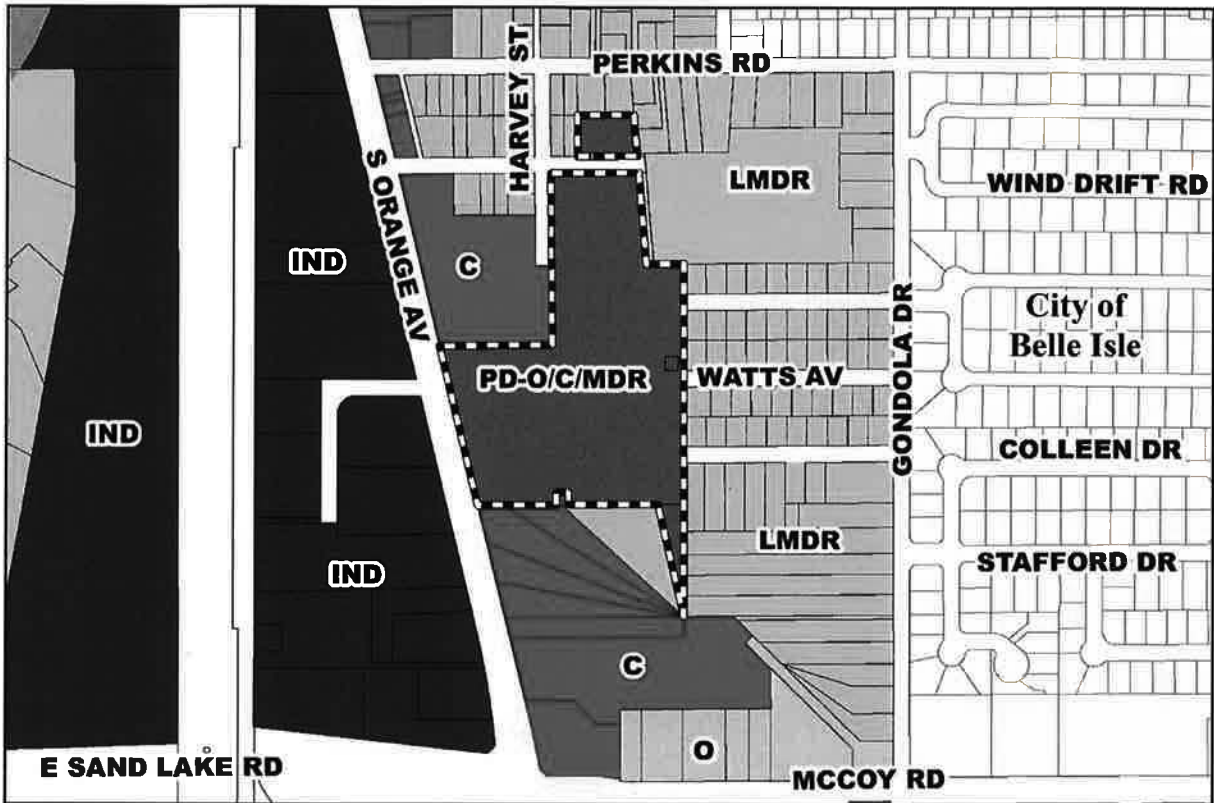 HARVEY ST
PERKINS RD
S ORANGE AV
LMDR
WIND DRIFT RD
IND
C
GONDOLA DR
City of
Belle Isle
PD-O/C/MDR
WATTS AV
IND
COLLEEN DR
LMDR
STAFFORD DR
IND
C
O
E SAND LAKE RD
MCCOY RD